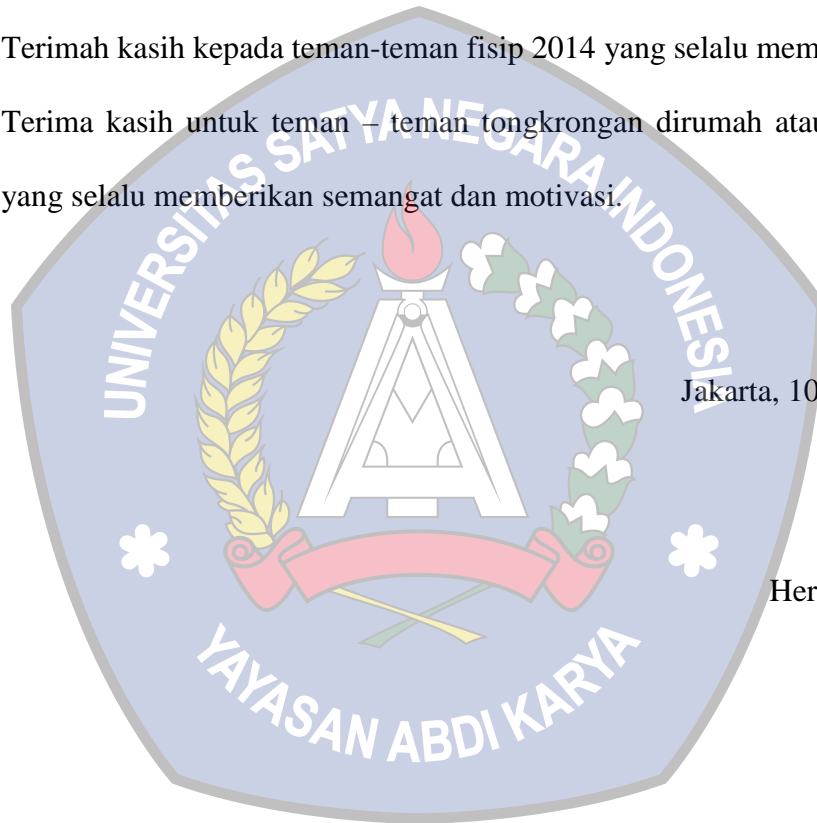 Terimah kasih kepada teman-teman fisip 2014 yang selalu mem
Terima kasih untuk teman – teman tongkrongan dirumah atau
yang selalu memberikan semangat dan motivasi.
UNIVERSITAS SATYA NEGARA INDONESIA
Jakarta, 10
Her
YAYASAN ABDI KARYA